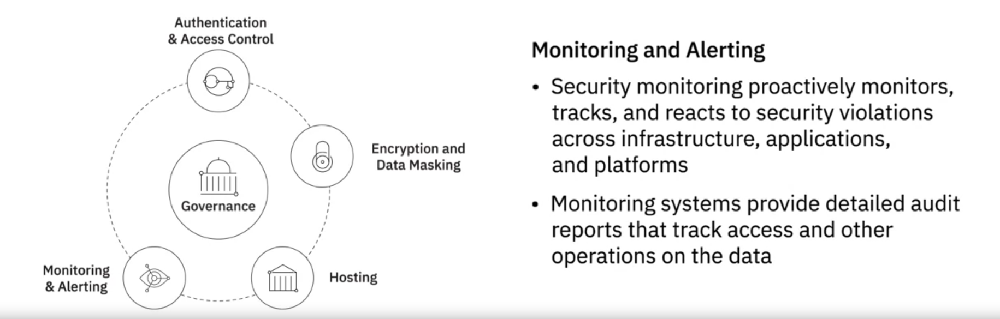 Authentication
& Access Control
Encryption and
Data Masking
Governance
Monitoring
& Alerting
Hosting
Monitoring and Alerting
• Security monitoring proactively monitors,
tracks, and reacts to security violations
across infrastructure, applications,
and platforms
• Monitoring systems provide detailed audit
reports that track access and other
operations on the data